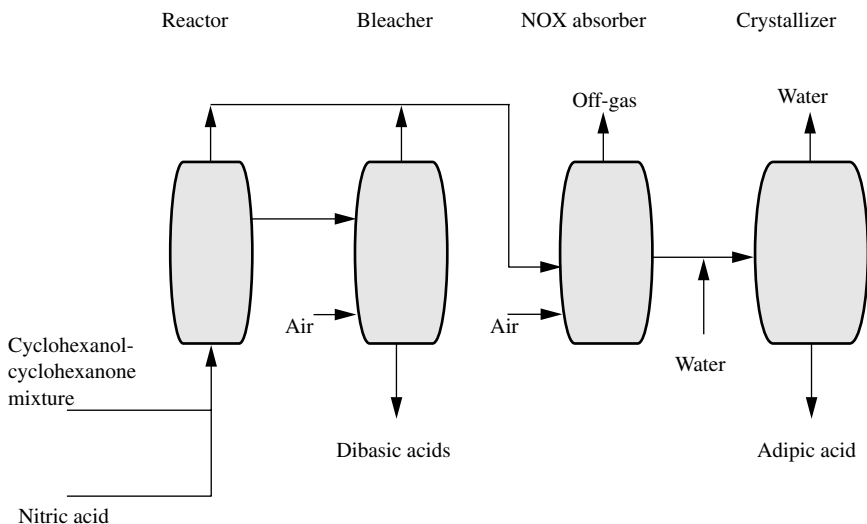 Reactor
Bleacher
NOX absorber
Crystallizer
Off-gas
Water
Air
Air
Cyclohexanol-
cyclohexanone
mixture
Water
Dibasic acids
Adipic acid
Nitric acid